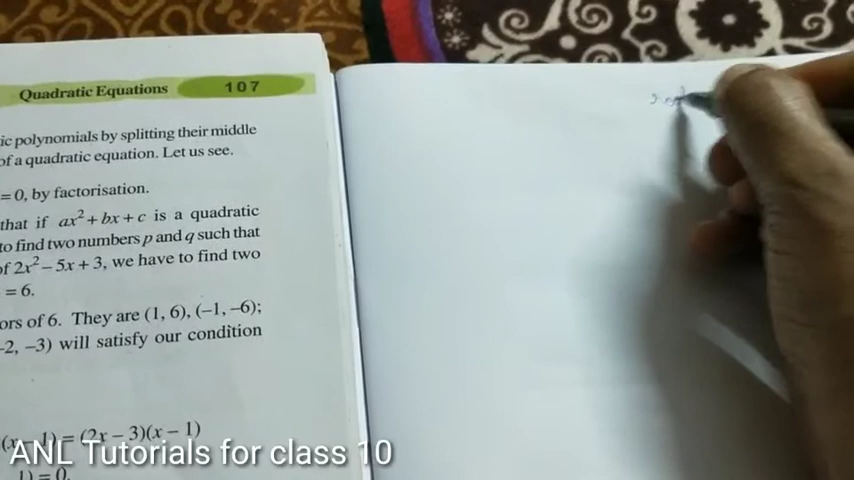 Quadratic Equations 107
ic polynomials by splitting their middle
of a quadratic equation. Let us see.
= 0, by factorisation.
that if ax² + bx + c is a quadratic
to find two numbers p and q such that
of 2x² – 5x + 3, we have to find two
= 6.
ors of 6. They are (1, 6), (–1, –6);
–2, –3) will satisfy our condition
(x – 1) = (2x – 3)(x – 1)
1) = 0.
ANL Tutorials for class 10